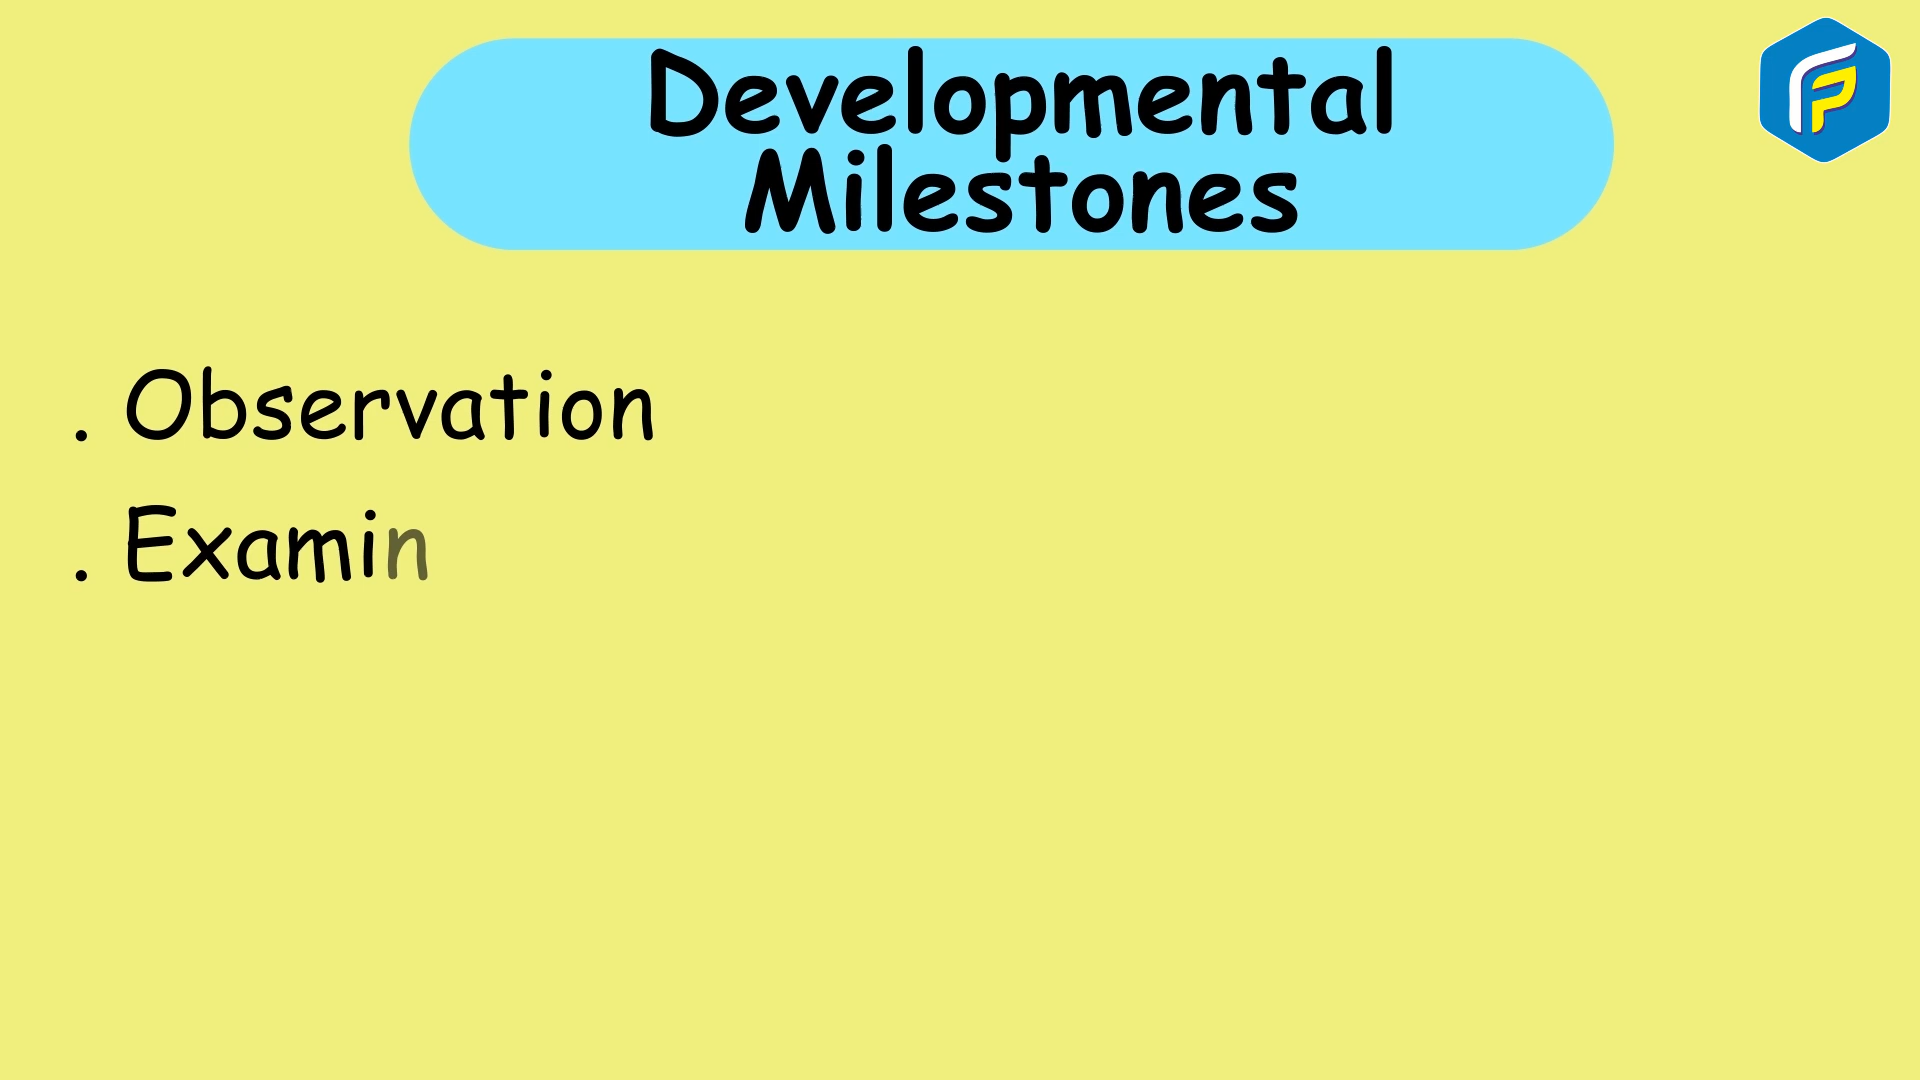 Developmental
Milestones
. Observation
. Examin